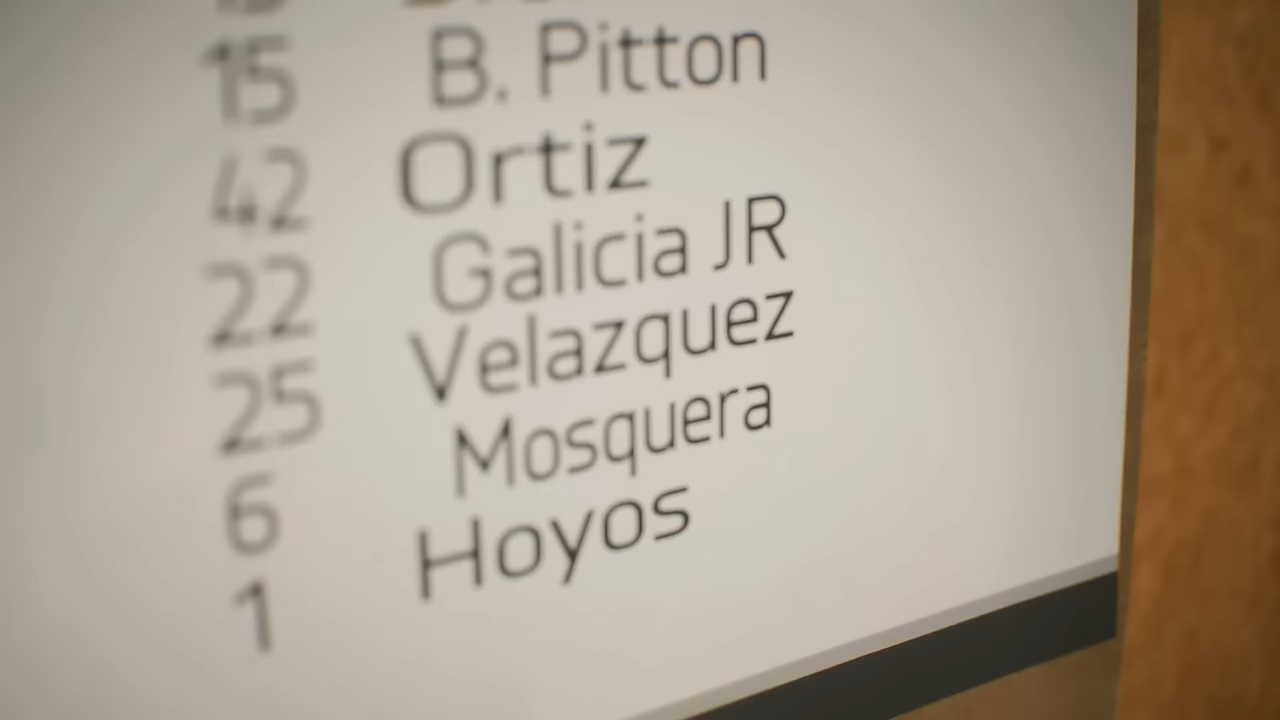 15 B. Pitton
42 Ortiz
22 Galicia JR
25 Velazquez
6 Mosquera
1 Hoyos